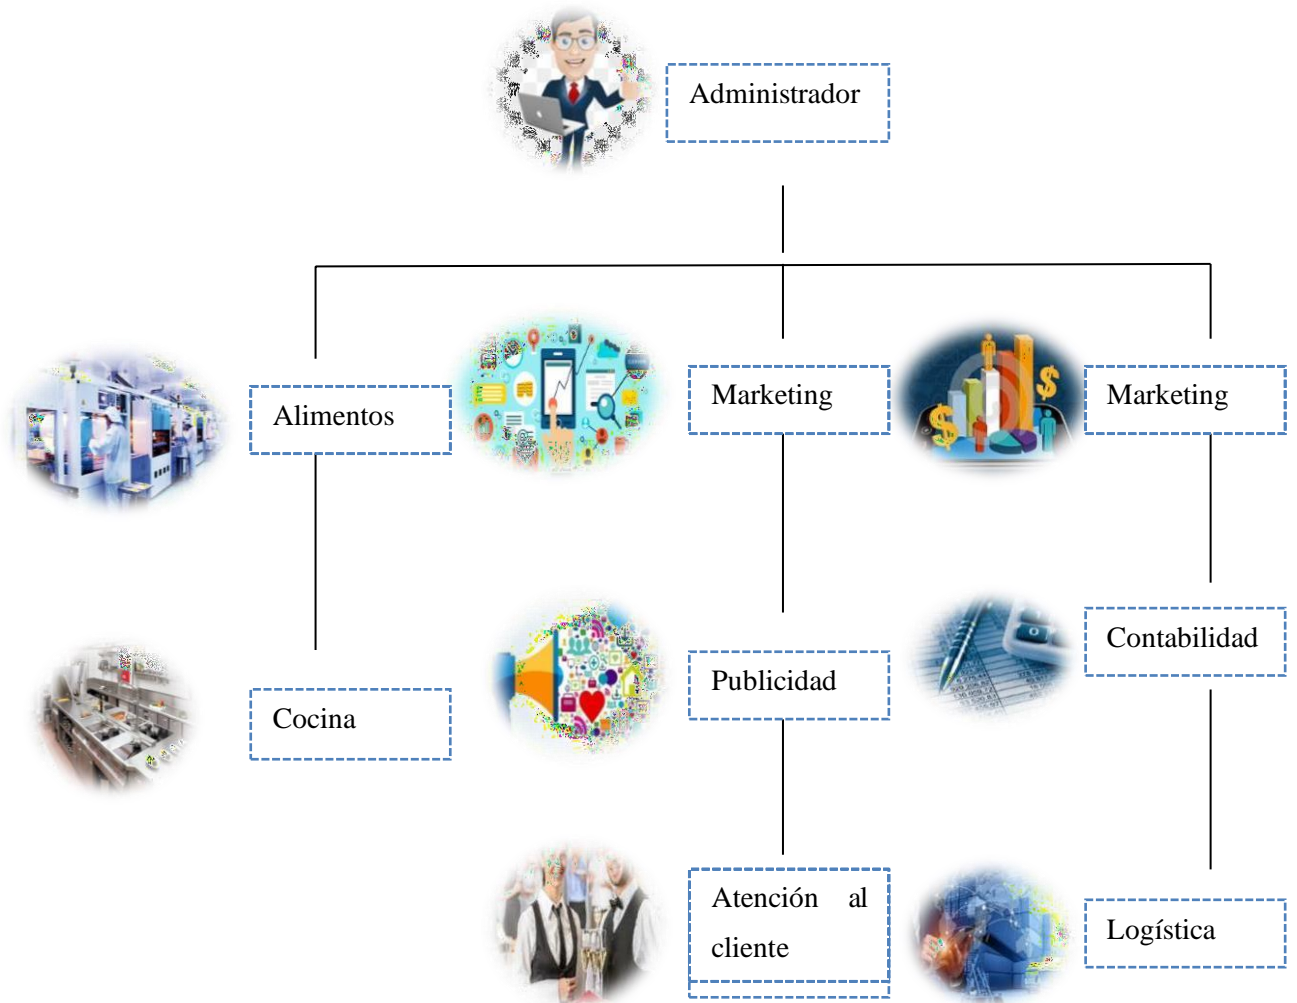 Administrador
Alimentos
Marketing
Marketing
Cocina
Publicidad
Contabilidad
Atención al
cliente
Logística